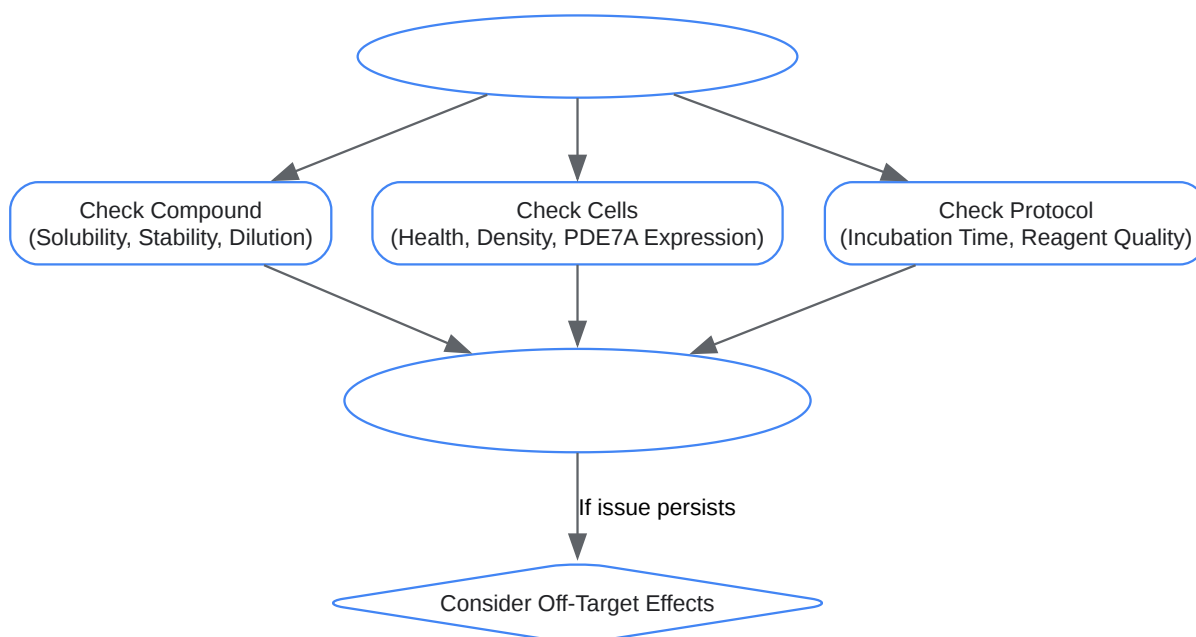 Check Compound
(Solubility, Stability, Dilution)
Check Cells
(Health, Density, PDE7A Expression)
Check Protocol
(Incubation Time, Reagent Quality)
If issue persists
Consider Off-Target Effects